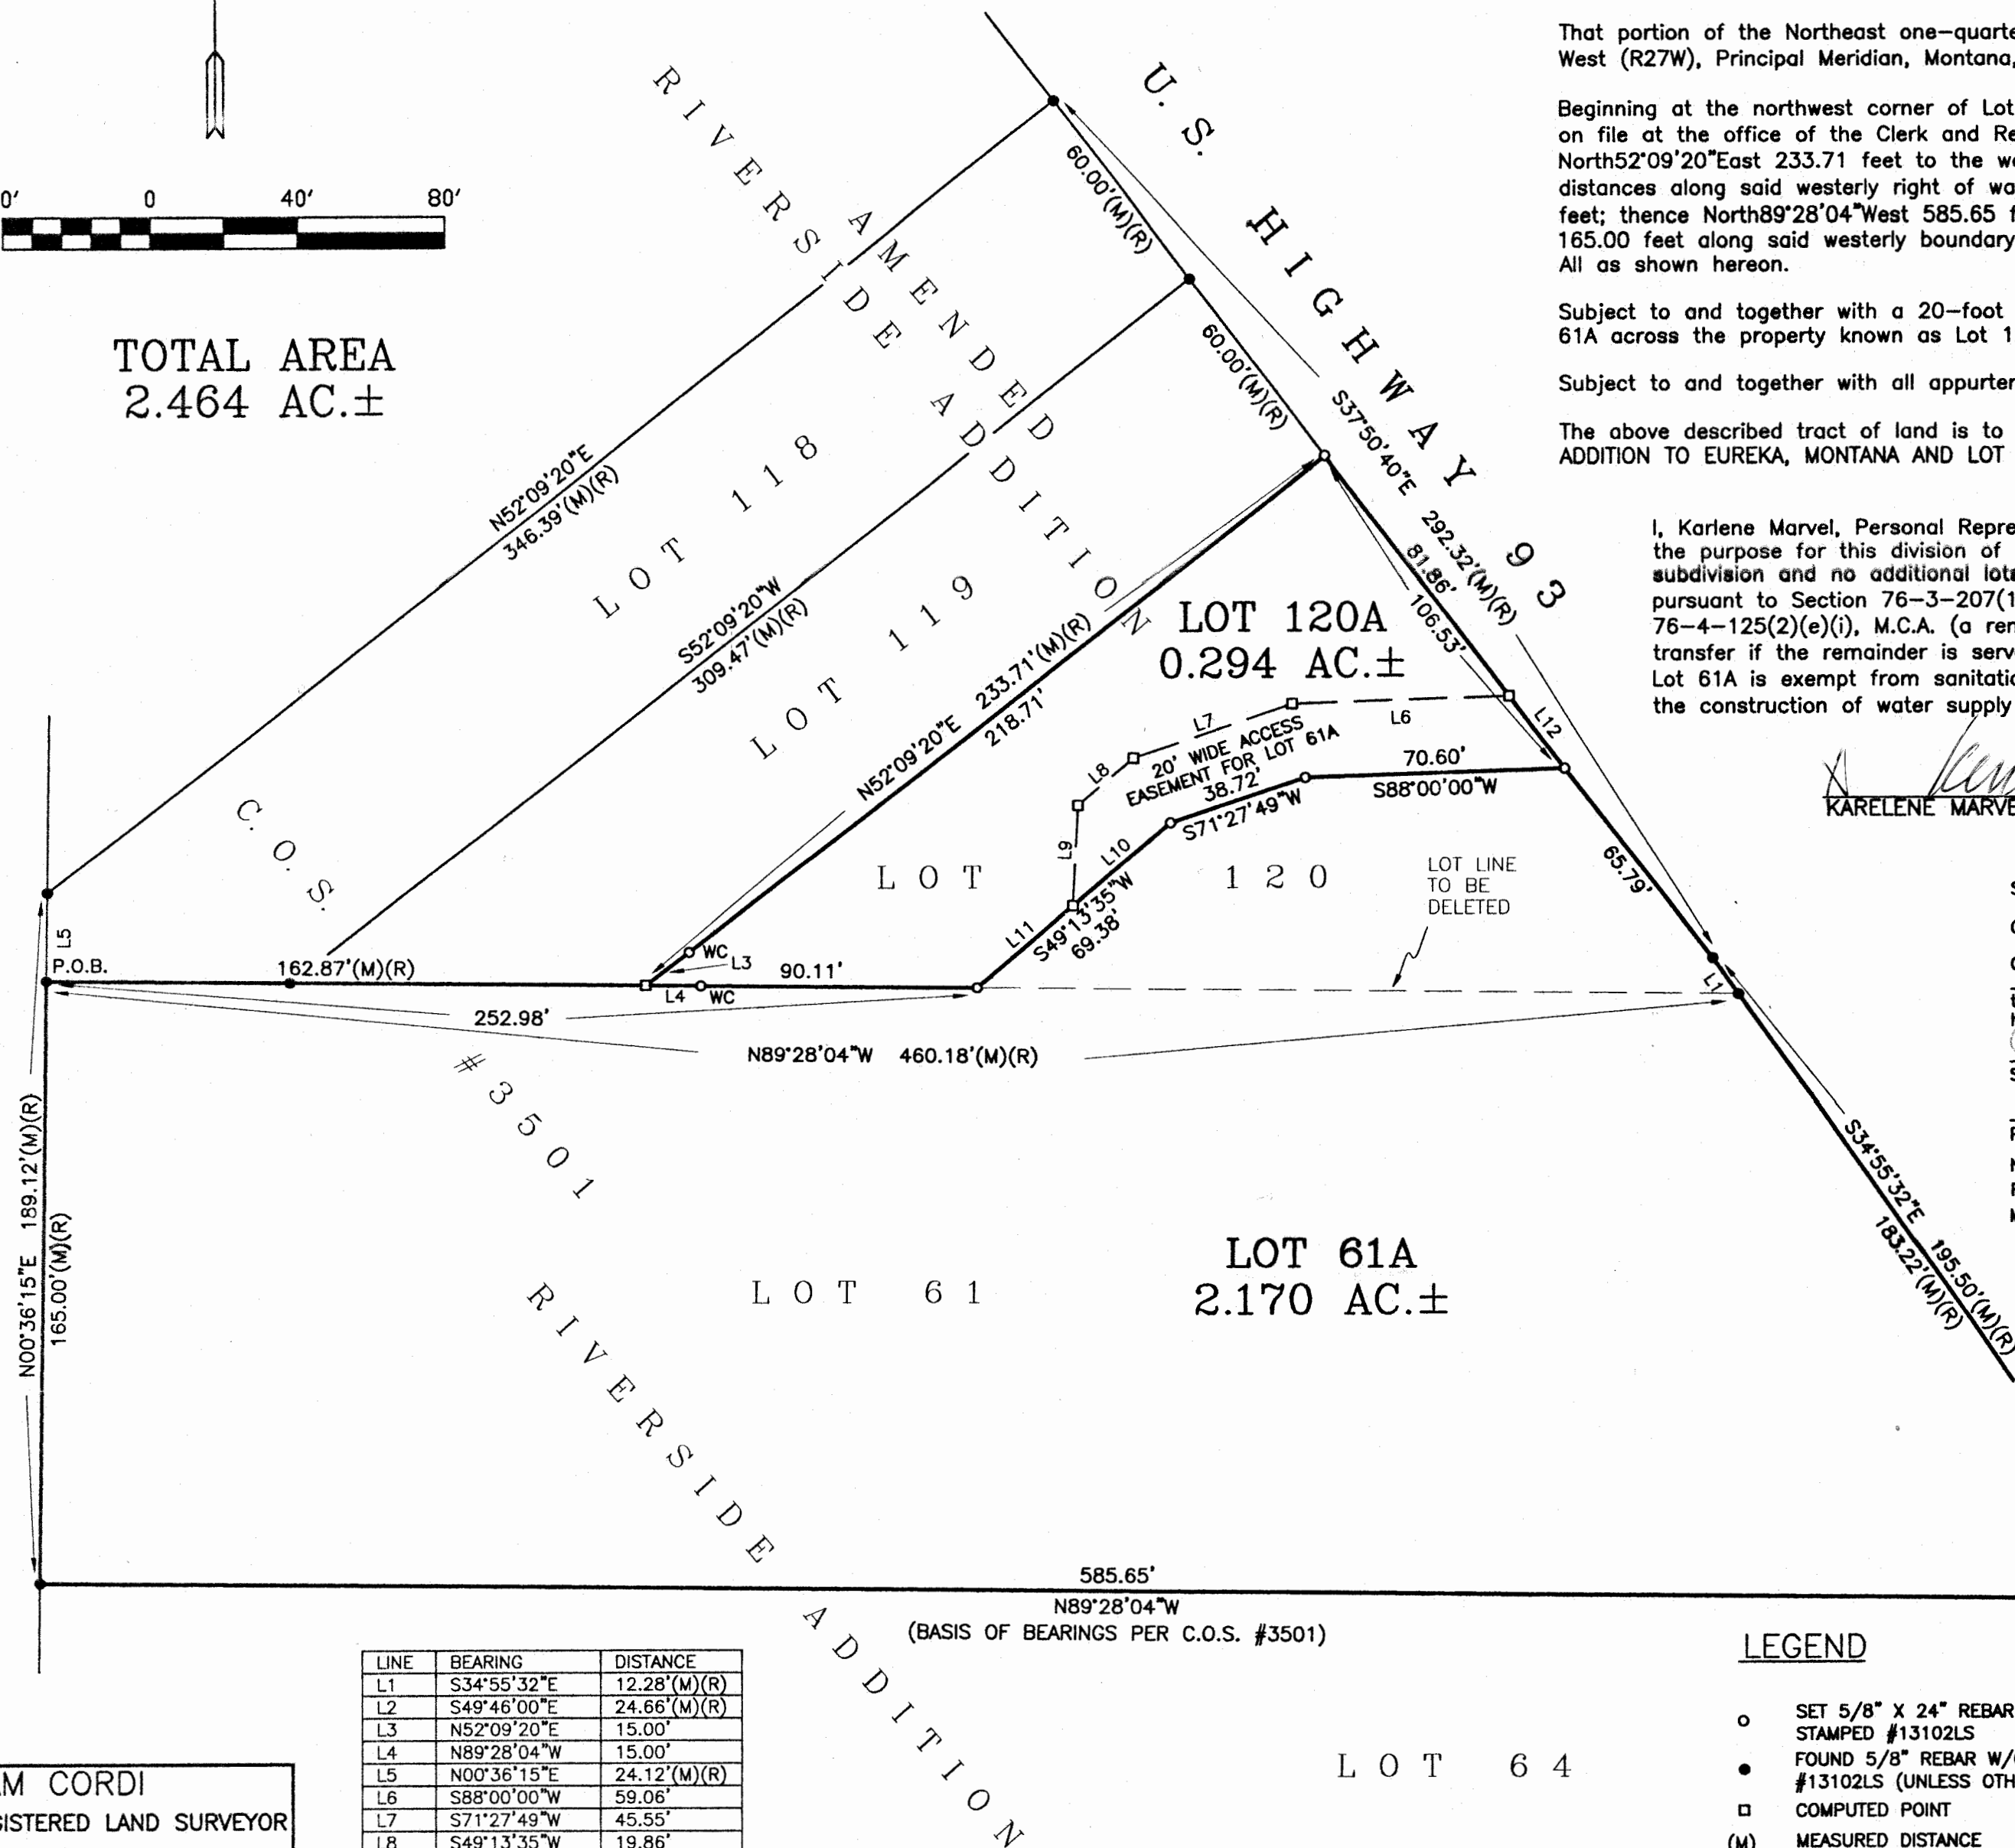 That portion of the Northeast one-quarte
West (R27W), Principal Meridian, Montana,
Beginning at the northwest corner of Lot
on file at the office of the Clerk and Re
North52°09'20"East 233.71 feet to the we
distances along said westerly right of wa
feet; thence North89°28'04"West 585.65 f
165.00 feet along said westerly boundary
All as shown hereon.
Subject to and together with a 20-foot
61A across the property known as Lot 1
Subject to and together with all appurter
The above described tract of land is to
ADDITION TO EUREKA, MONTANA AND LOT
I, Karlene Marvel, Personal Repre
the purpose for this division of
subdivision and no additional lots
pursuant to Section 76-3-207(1
76-4-125(2)(e)(i), M.C.A. (a ren
transfer if the remainder is serv
Lot 61A is exempt from sanitatio
the construction of water supply
KARELENE MARVE
0' 0 40' 80'
TOTAL AREA
2.464 AC.±
U. S. HIGHWAY 93
AMENDED
RIVERSIDE ADDITION
60.00'(M)(R)
60.00'(M)(R)
S37°50'40"E 292.32'(M)(R)
81.86'
106.53'
N52°09'20"E
346.39'(M)(R)
LOT 118
S52°09'20"W
309.47'(M)(R)
LOT 119
N52°09'20"E 233.71'(M)(R)
218.71'
LOT 120A
0.294 AC.±
L6
L7
L8
L9
L10
L11
L12
20' WIDE ACCESS
EASEMENT FOR LOT 61A
38.72'
S71°27'49"W
70.60'
S88°00'00"W
S49°13'35"W
69.38'
65.79'
LOT 120
LOT LINE
TO BE
DELETED
L5
P.O.B.
162.87'(M)(R)
WC
L3
90.11'
L4
WC
L1
252.98'
N89°28'04"W 460.18'(M)(R)
C.O.S. #3501
RIVERSIDE ADDITION
N00°36'15"E 189.12'(M)(R)
165.00'(M)(R)
S34°55'32"E 195.50'(M)(R)
183.22'(M)(R)
LOT 61
LOT 61A
2.170 AC.±
585.65'
N89°28'04"W
(BASIS OF BEARINGS PER C.O.S. #3501)
LINE BEARING DISTANCE
L1 S34°55'32"E 12.28'(M)(R)
L2 S49°46'00"E 24.66'(M)(R)
L3 N52°09'20"E 15.00'
L4 N89°28'04"W 15.00'
L5 N00°36'15"E 24.12'(M)(R)
L6 S88°00'00"W 59.06'
L7 S71°27'49"W 45.55'
L8 S49°13'35"W 19.86'
AM CORDI
GISTERED LAND SURVEYOR
LOT 64
LEGEND
SET 5/8" X 24" REBAR
STAMPED #13102LS
FOUND 5/8" REBAR W/
#13102LS (UNLESS OTH
COMPUTED POINT
(M) MEASURED DISTANCE